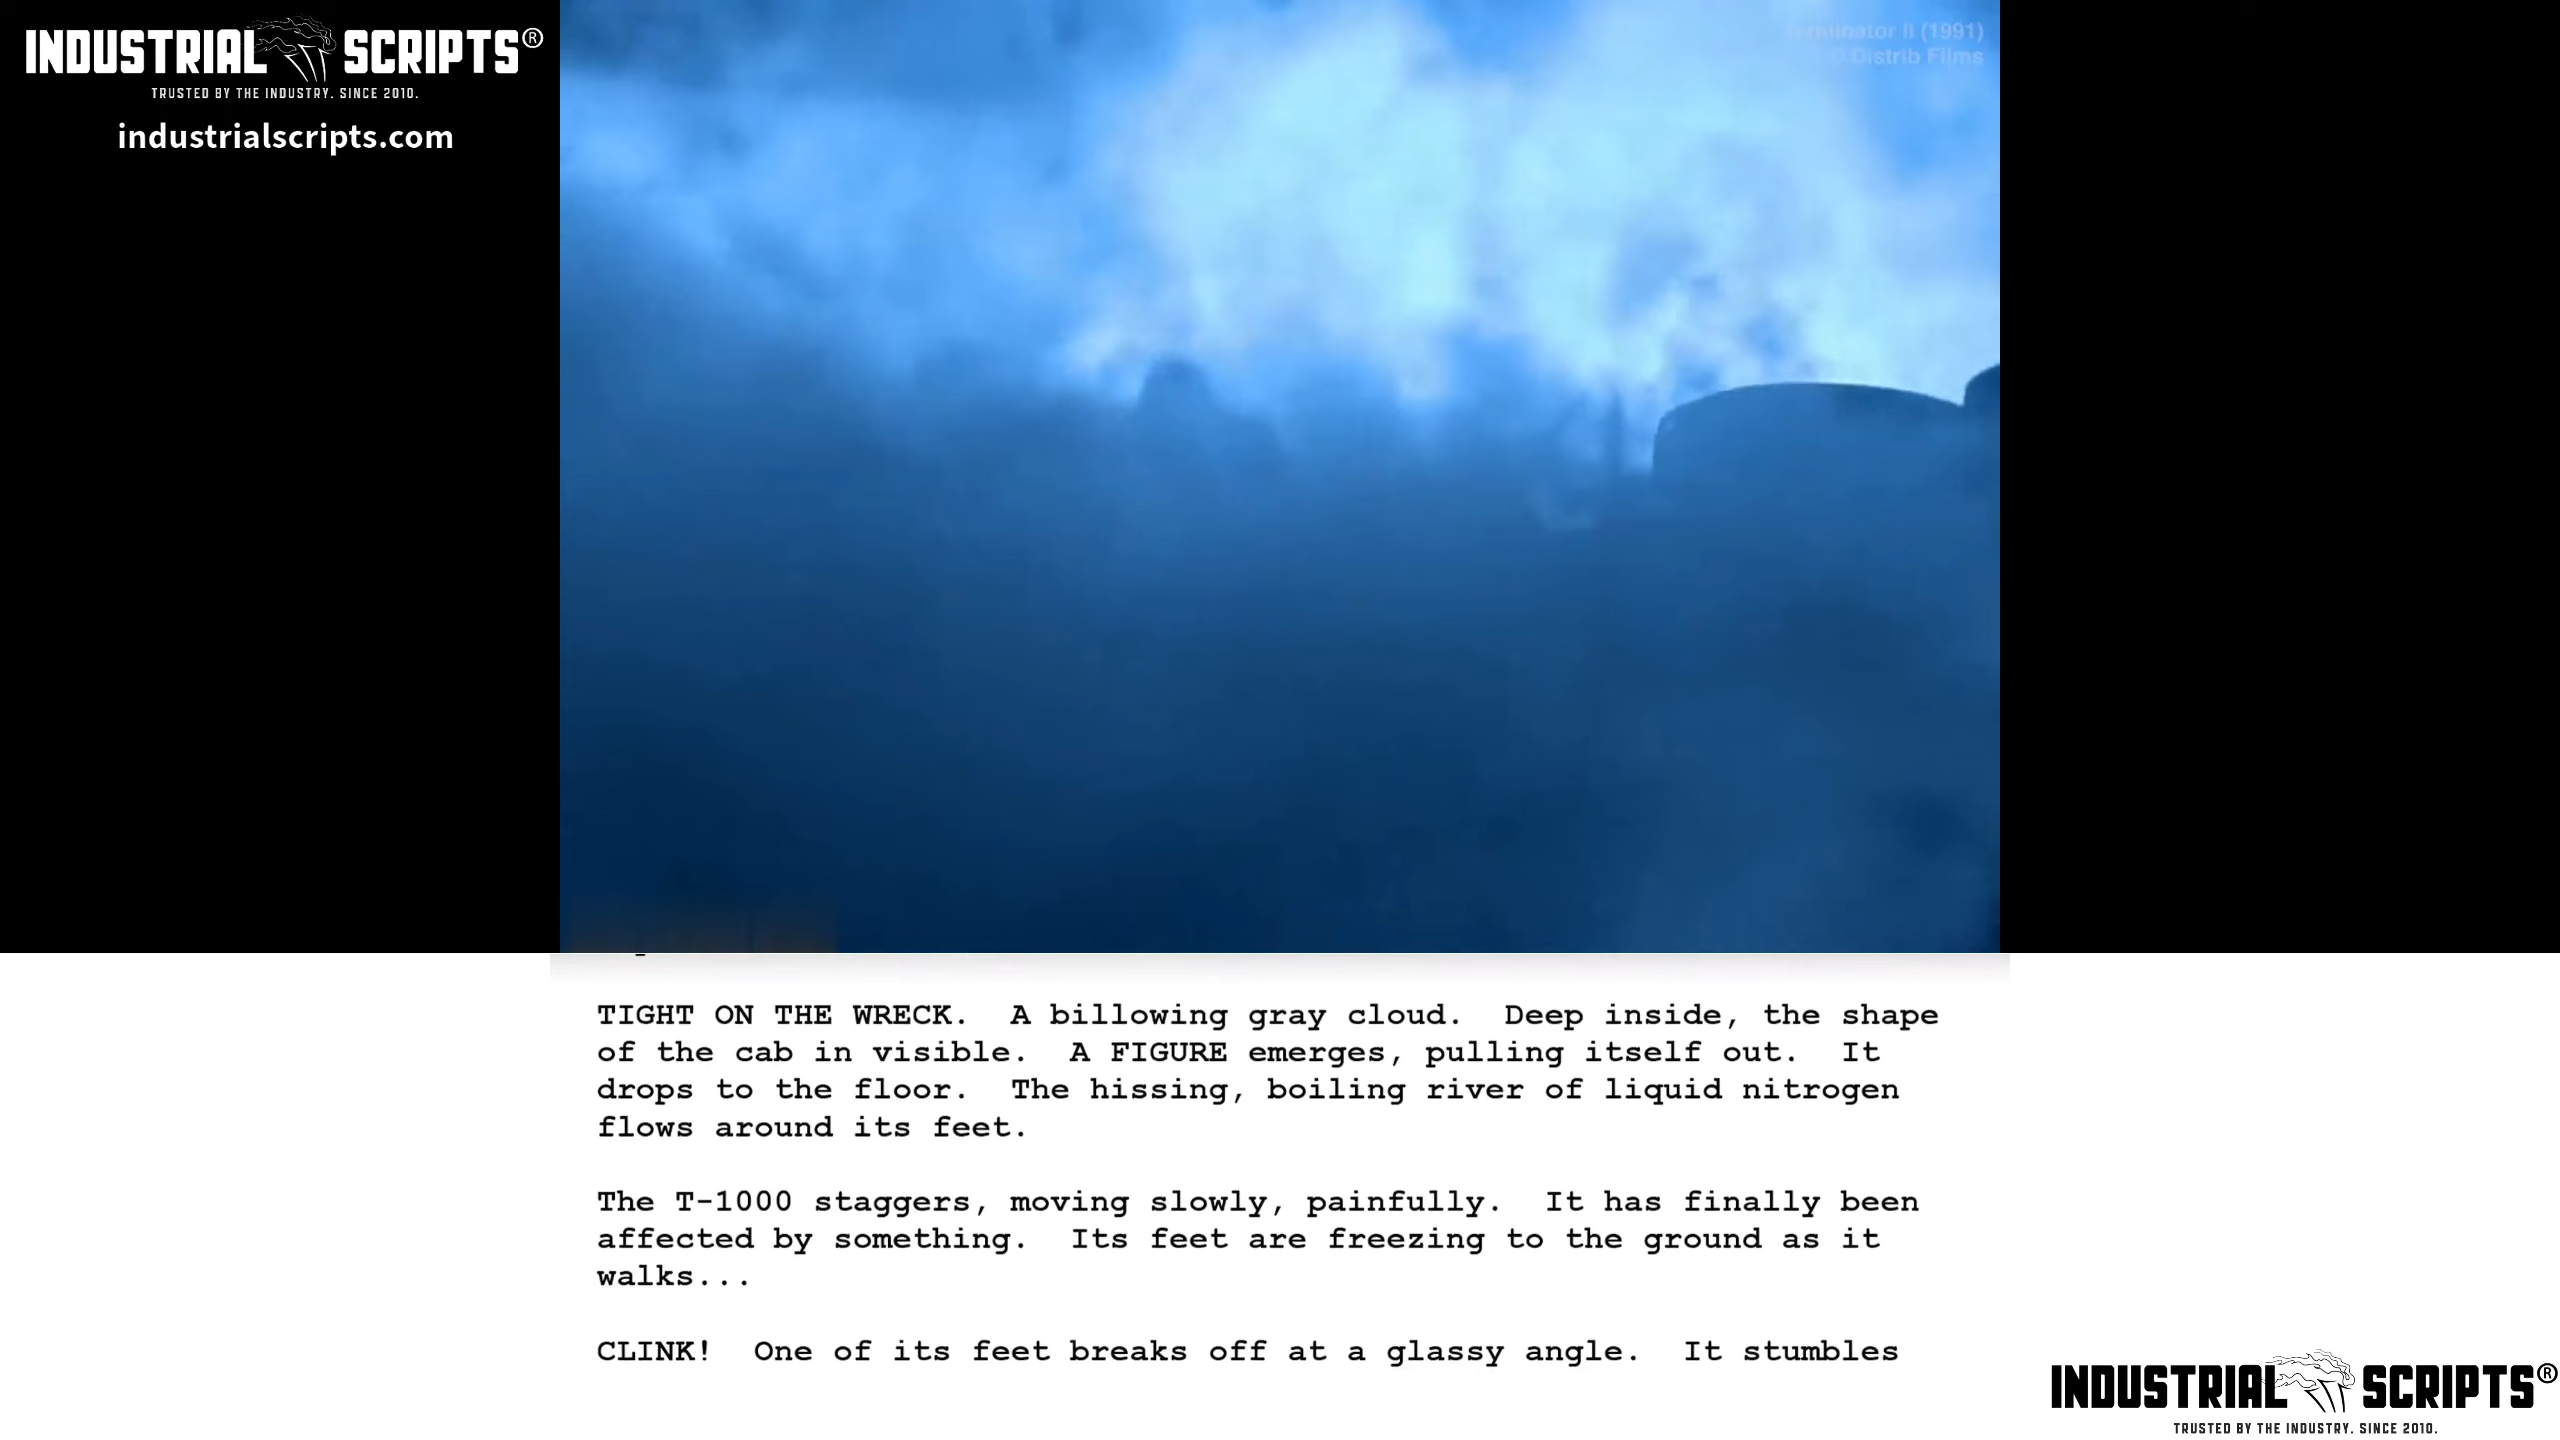 INDUSTRIAL SCRIPTS®
TRUSTED BY THE INDUSTRY. SINCE 2010.
industrialscripts.com
II (1991)
Distrib Films
TIGHT ON THE WRECK.  A billowing gray cloud.  Deep inside, the shape
of the cab in visible.  A FIGURE emerges, pulling itself out.  It
drops to the floor.  The hissing, boiling river of liquid nitrogen
flows around its feet.
The T-1000 staggers, moving slowly, painfully.  It has finally been
affected by something.  Its feet are freezing to the ground as it
walks...
CLINK!  One of its feet breaks off at a glassy angle.  It stumbles
INDUSTRIAL SCRIPTS®
TRUSTED BY THE INDUSTRY. SINCE 2010.